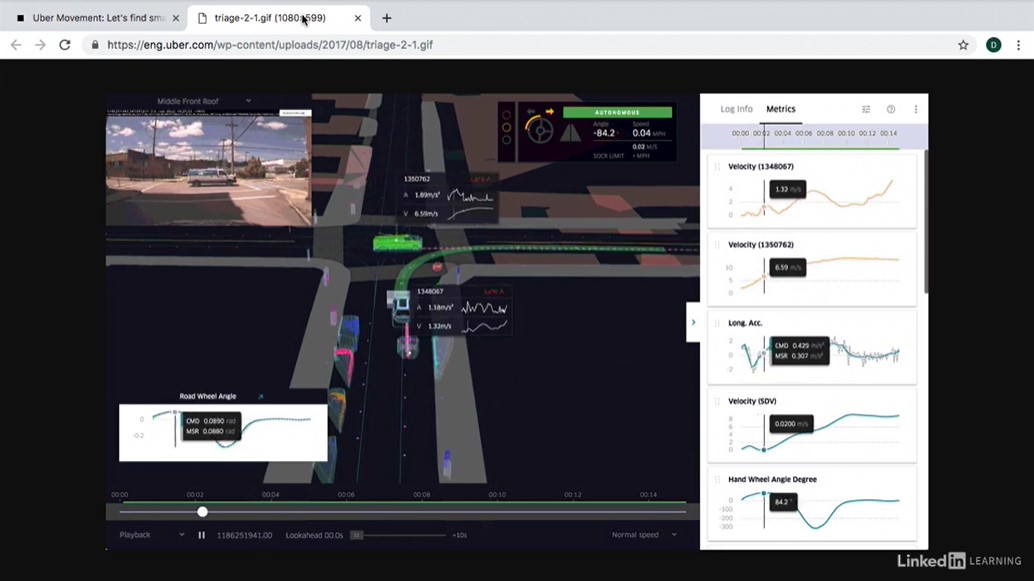 Uber Movement: Let's find sma
triage-2-1.gif (1080×599)
https://eng.uber.com/wp-content/uploads/2017/08/triage-2-1.gif
D
Middle Front Roof
AUTONOMOUS
Angle
Speed
-84.2°
0.04 MPH
0.02 M/S
Log Info
Metrics
00:00 00:02 00:04 00:06 00:08 00:10 00:12 00:14
Velocity (1348067)
4
2
0
1.32 m/s
Velocity (1350762)
10
5
0
6.59 m/s
Long. Acc.
2
0
-2
CMD 0.429 m/s²
MSR 0.307 m/s²
Velocity (SDV)
8
6
4
2
0
0.0200 m/s
Hand Wheel Angle Degree
0
-100
-200
-300
84.2 °
1350762
A 1.89m/s²
V 6.59m/s
1348067
A 1.18m/s²
V 1.32m/s
Road Wheel Angle
0
-0.2
CMD 0.0890 rad
MSR 0.0880 rad
00:00 00:02 00:04 00:06 00:08 00:10 00:12 00:14
Playback
1186251941.00
Lookahead 00.0s
+10s
Normal speed
Linked in LEARNING